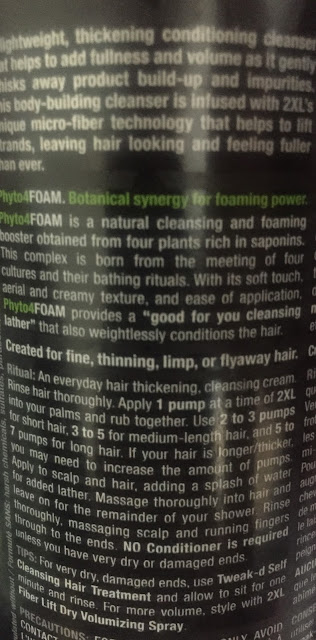 lightweight, thickening conditioning cleanser
at helps to add fullness and volume as it gently
hisks away product build-up and impurities.
his body-building cleanser is infused with 2XL's
nique micro-fiber technology that helps to lift
trands, leaving hair looking and feeling fuller
han ever.
Phyto4FOAM. Botanical synergy for foaming power.
Phyto4FOAM is a natural cleansing and foaming
booster obtained from four plants rich in saponins.
This complex is born from the meeting of four
cultures and their bathing rituals. With its soft touch,
aerial and creamy texture, and ease of application,
Phyto4FOAM provides a “good for you cleansing
lather” that also weightlessly conditions the hair.
Created for fine, thinning, limp, or flyaway hair.
Ritual: An everyday hair thickening, cleansing cream.
Rinse hair thoroughly. Apply 1 pump at a time of 2XL
into your palms and rub together. Use 2 to 3 pumps
for short hair, 3 to 5 for medium-length hair, and 5 to
7 pumps for long hair. If your hair is longer/thicker,
you may need to increase the amount of pumps.
Apply to scalp and hair, adding a splash of water
for added lather. Massage thoroughly into hair and
leave on for the remainder of your shower. Rinse
thoroughly, massaging scalp and running fingers
through to the ends. NO Conditioner is required
unless you have very dry or damaged ends.
TIPS: For very dry, damaged ends, use Tweak-d Self
Cleansing Hair Treatment and allow to sit for one
minute and rinse. For more volume, style with 2XL
Fiber Lift Dry Volumizing Spray.
PRECAUTIONS: AVOID
CONTACT